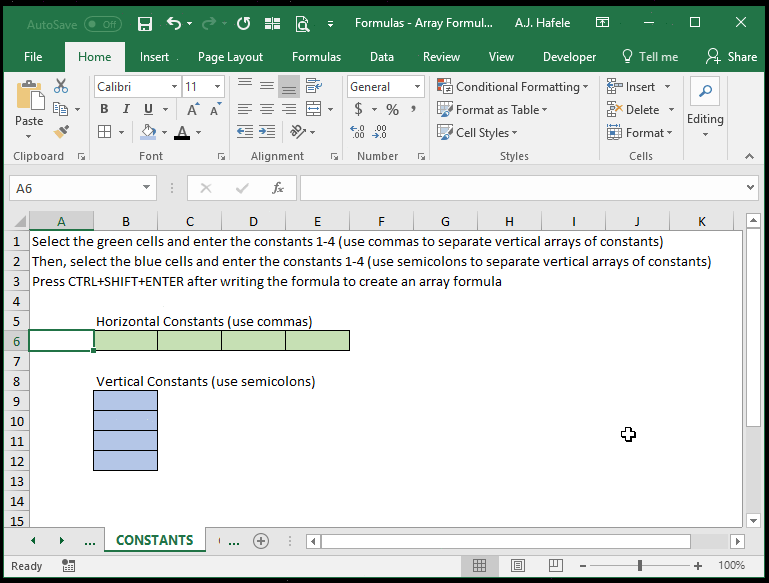 AutoSave Off Formulas - Array Formul... A.J. Hafele
File Home Insert Page Layout Formulas Data Review View Developer Tell me Share
Paste Calibri 11 General Conditional Formatting Insert
B I U A A $ % , Format as Table Delete Editing
A Cell Styles Format
Clipboard Font Alignment Number Styles Cells
A6 fx
A B C D E F G H I J K
1 Select the green cells and enter the constants 1-4 (use commas to separate vertical arrays of constants)
2 Then, select the blue cells and enter the constants 1-4 (use semicolons to separate vertical arrays of constants)
3 Press CTRL+SHIFT+ENTER after writing the formula to create an array formula
4
5 Horizontal Constants (use commas)
6
7
8 Vertical Constants (use semicolons)
9
10
11
12
13
14
15
... CONSTANTS ...
Ready 100%